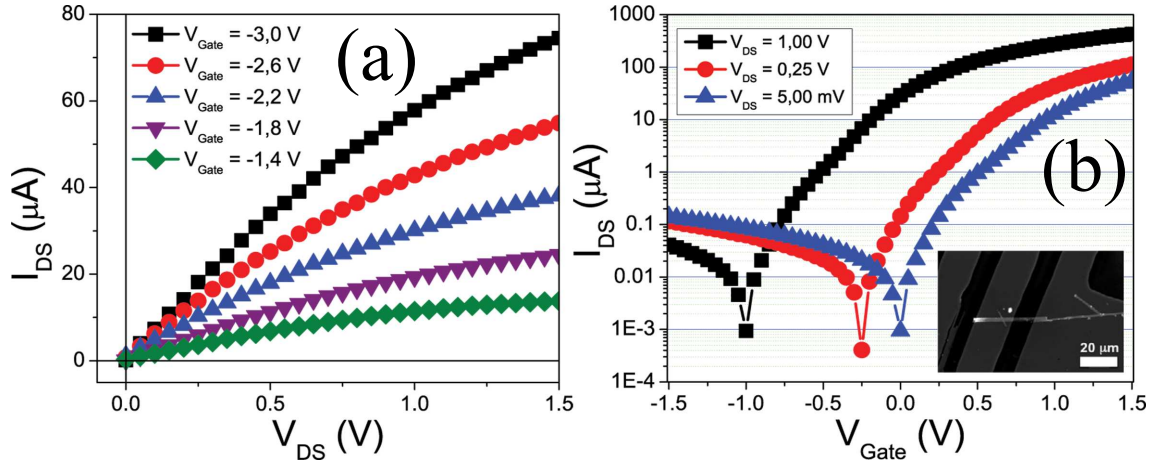 (a)
V_Gate = -3,0 V
V_Gate = -2,6 V
V_Gate = -2,2 V
V_Gate = -1,8 V
V_Gate = -1,4 V
80
60
40
20
0
I_DS (μA)
0.0 0.5 1.0 1.5
V_DS (V)
(b)
V_DS = 1,00 V
V_DS = 0,25 V
V_DS = 5,00 mV
1000
100
10
1
0.1
0.01
1E-3
1E-4
I_DS (μA)
20 μm
-1.5 -1.0 -0.5 0.0 0.5 1.0 1.5
V_Gate (V)